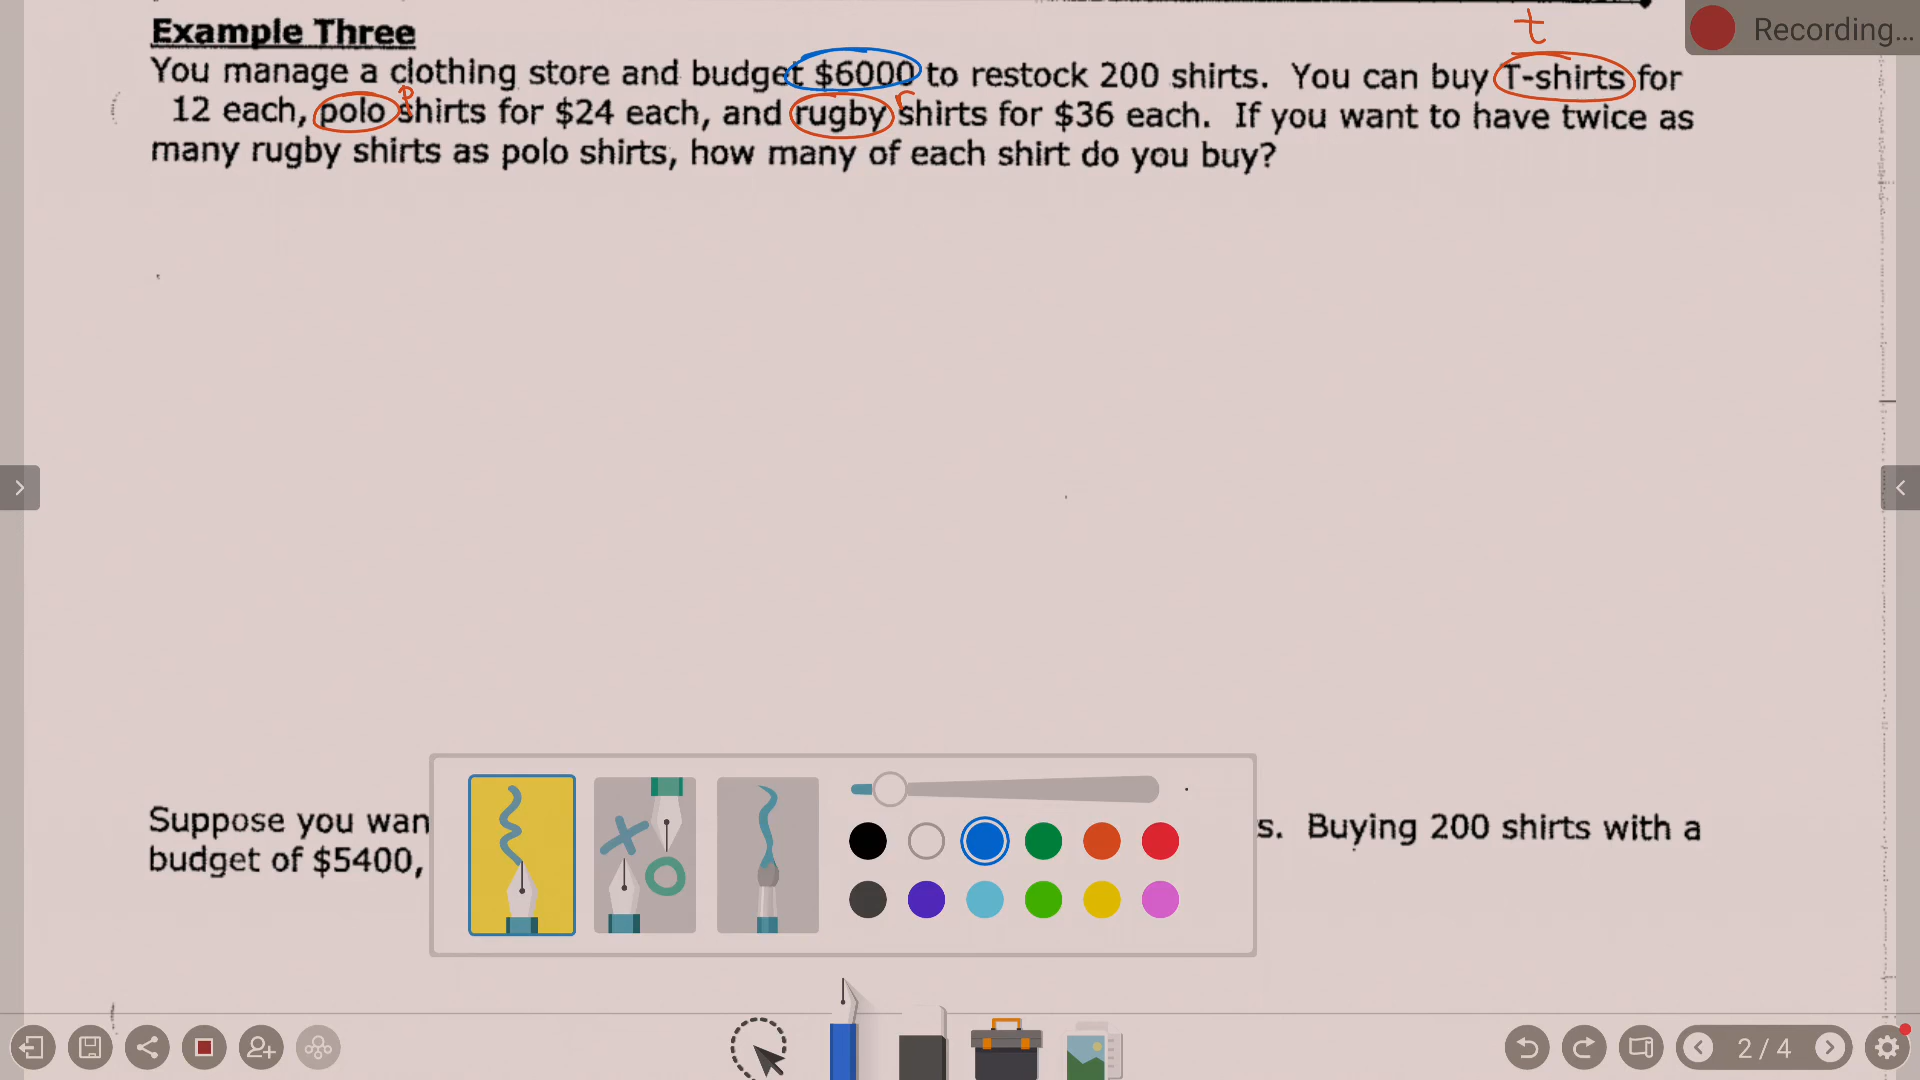 Recording...
t
Example Three
You manage a clothing store and budget $6000 to restock 200 shirts. You can buy T-shirts for
p
r
12 each, polo shirts for $24 each, and rugby shirts for $36 each. If you want to have twice as
many rugby shirts as polo shirts, how many of each shirt do you buy?
Suppose you wan s. Buying 200 shirts with a
budget of $5400,
2 / 4